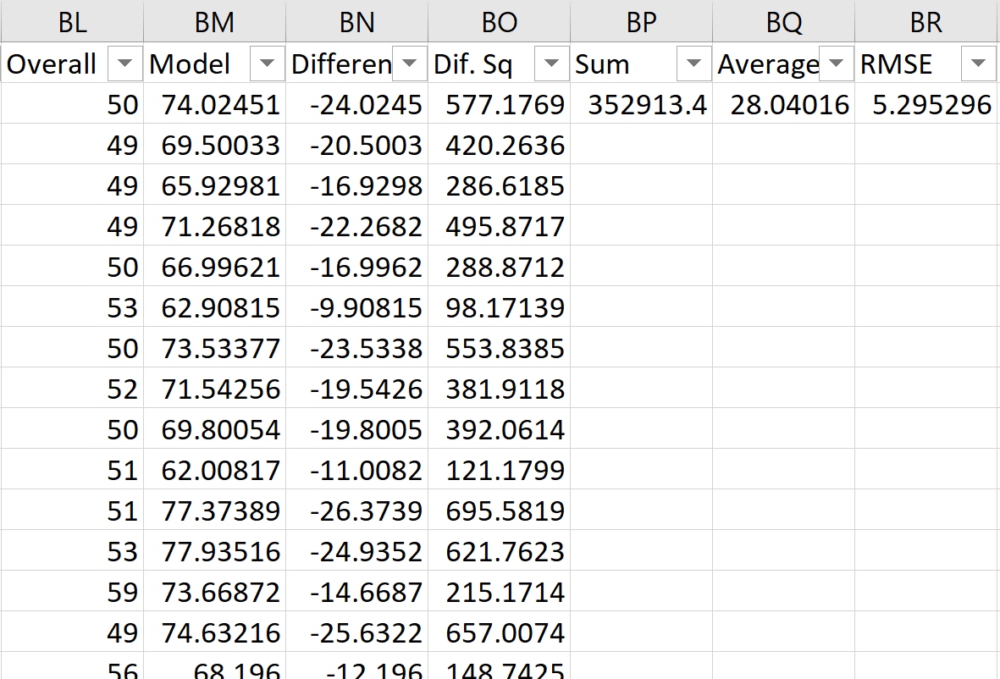 BL BM BN BO BP BQ BR
Overall Model Differen Dif. Sq Sum Average RMSE
50 74.02451 -24.0245 577.1769 352913.4 28.04016 5.295296
49 69.50033 -20.5003 420.2636
49 65.92981 -16.9298 286.6185
49 71.26818 -22.2682 495.8717
50 66.99621 -16.9962 288.8712
53 62.90815 -9.90815 98.17139
50 73.53377 -23.5338 553.8385
52 71.54256 -19.5426 381.9118
50 69.80054 -19.8005 392.0614
51 62.00817 -11.0082 121.1799
51 77.37389 -26.3739 695.5819
53 77.93516 -24.9352 621.7623
59 73.66872 -14.6687 215.1714
49 74.63216 -25.6322 657.0074
56 68.196 -12.196 148.7425